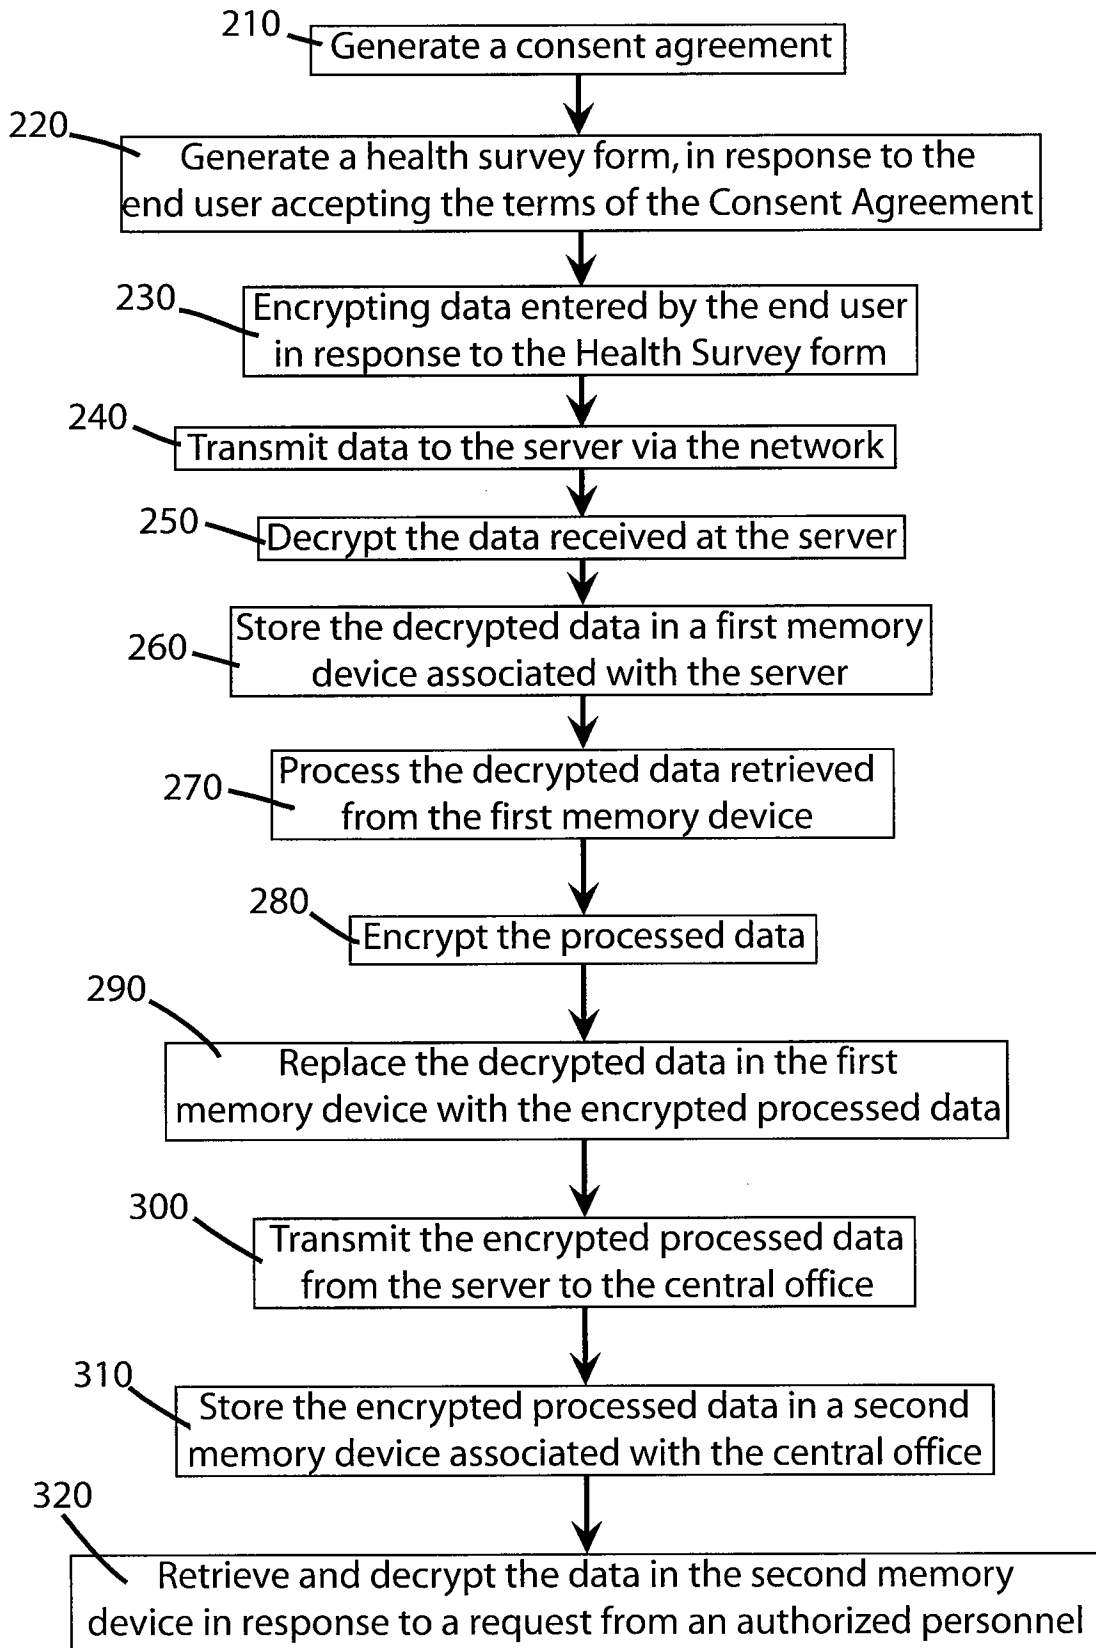 210
Generate a consent agreement
220
Generate a health survey form, in response to the
end user accepting the terms of the Consent Agreement
230
Encrypting data entered by the end user
in response to the Health Survey form
240
Transmit data to the server via the network
250
Decrypt the data received at the server
260
Store the decrypted data in a first memory
device associated with the server
270
Process the decrypted data retrieved
from the first memory device
280
Encrypt the processed data
290
Replace the decrypted data in the first
memory device with the encrypted processed data
300
Transmit the encrypted processed data
from the server to the central office
310
Store the encrypted processed data in a second
memory device associated with the central office
320
Retrieve and decrypt the data in the second memory
device in response to a request from an authorized personnel